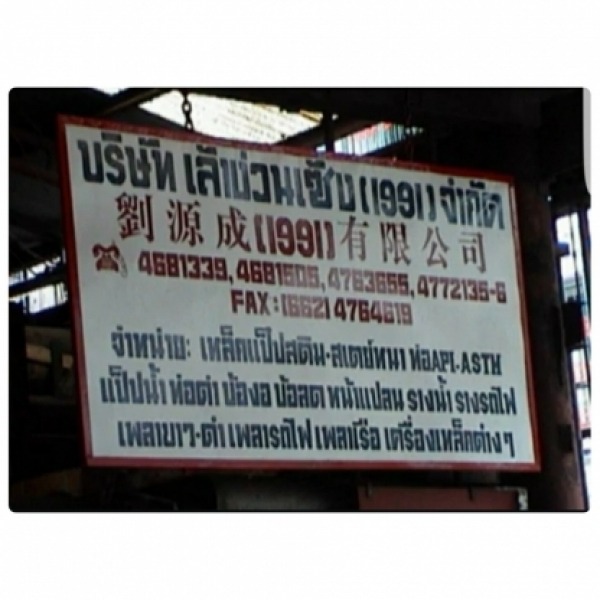 บริษัท เล้าง่วนเซ้ง (1991) จำกัด
劉源成(1991)有限公司
☎ 4681339, 4681505, 4763655, 4772135-6
FAX:(662)4764619
จำหน่าย: เหล็กแป๊ปสตีม-สเตย์หนา ท่อAPI-ASTM
แป๊ปน้ำ ท่อดำ ข้องอ ข้อลด หน้าแปลน รางน้ำ รางรถไฟ
เพลาขาว-ดำ เพลารถไฟ เพลาเรือ เครื่องเหล็กต่างๆ